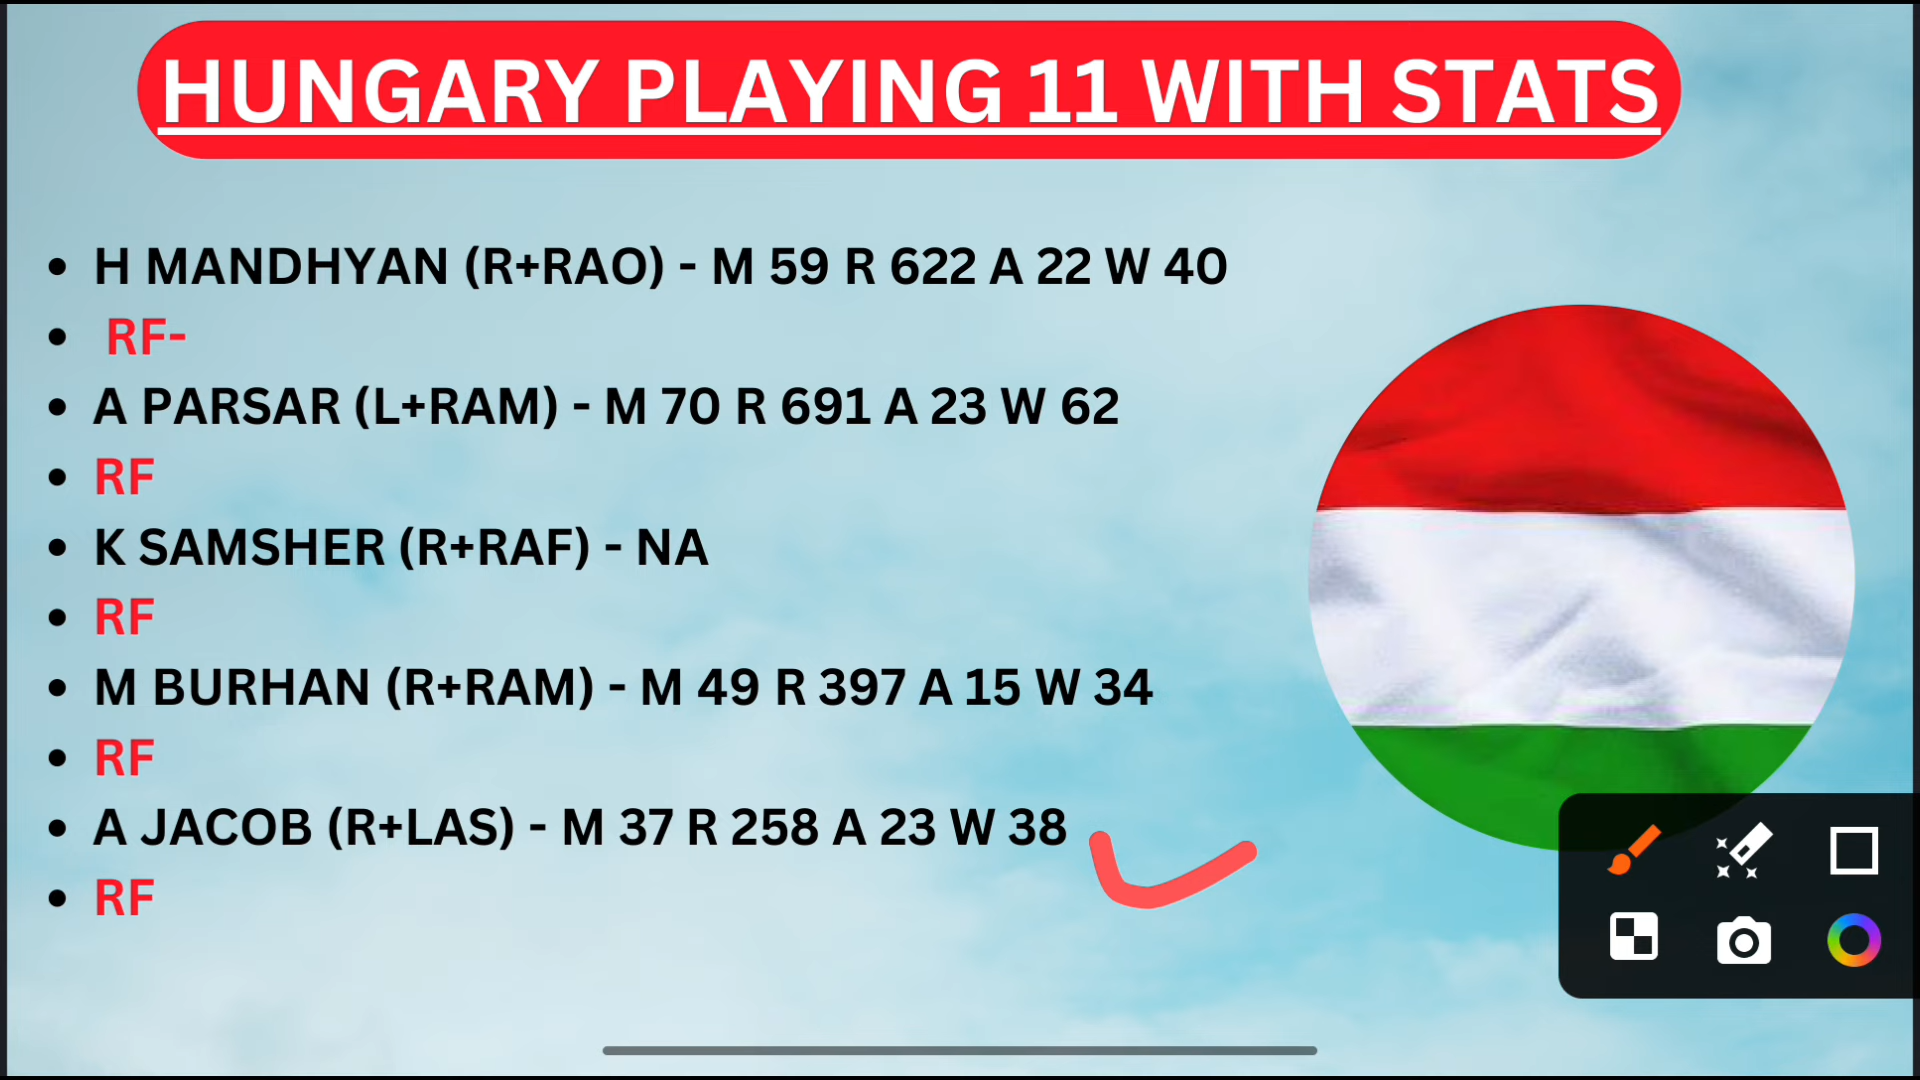 HUNGARY PLAYING 11 WITH STATS
• H MANDHYAN (R+RAO) - M 59 R 622 A 22 W 40
• RF-
• A PARSAR (L+RAM) - M 70 R 691 A 23 W 62
• RF
• K SAMSHER (R+RAF) - NA
• RF
• M BURHAN (R+RAM) - M 49 R 397 A 15 W 34
• RF
• A JACOB (R+LAS) - M 37 R 258 A 23 W 38
• RF